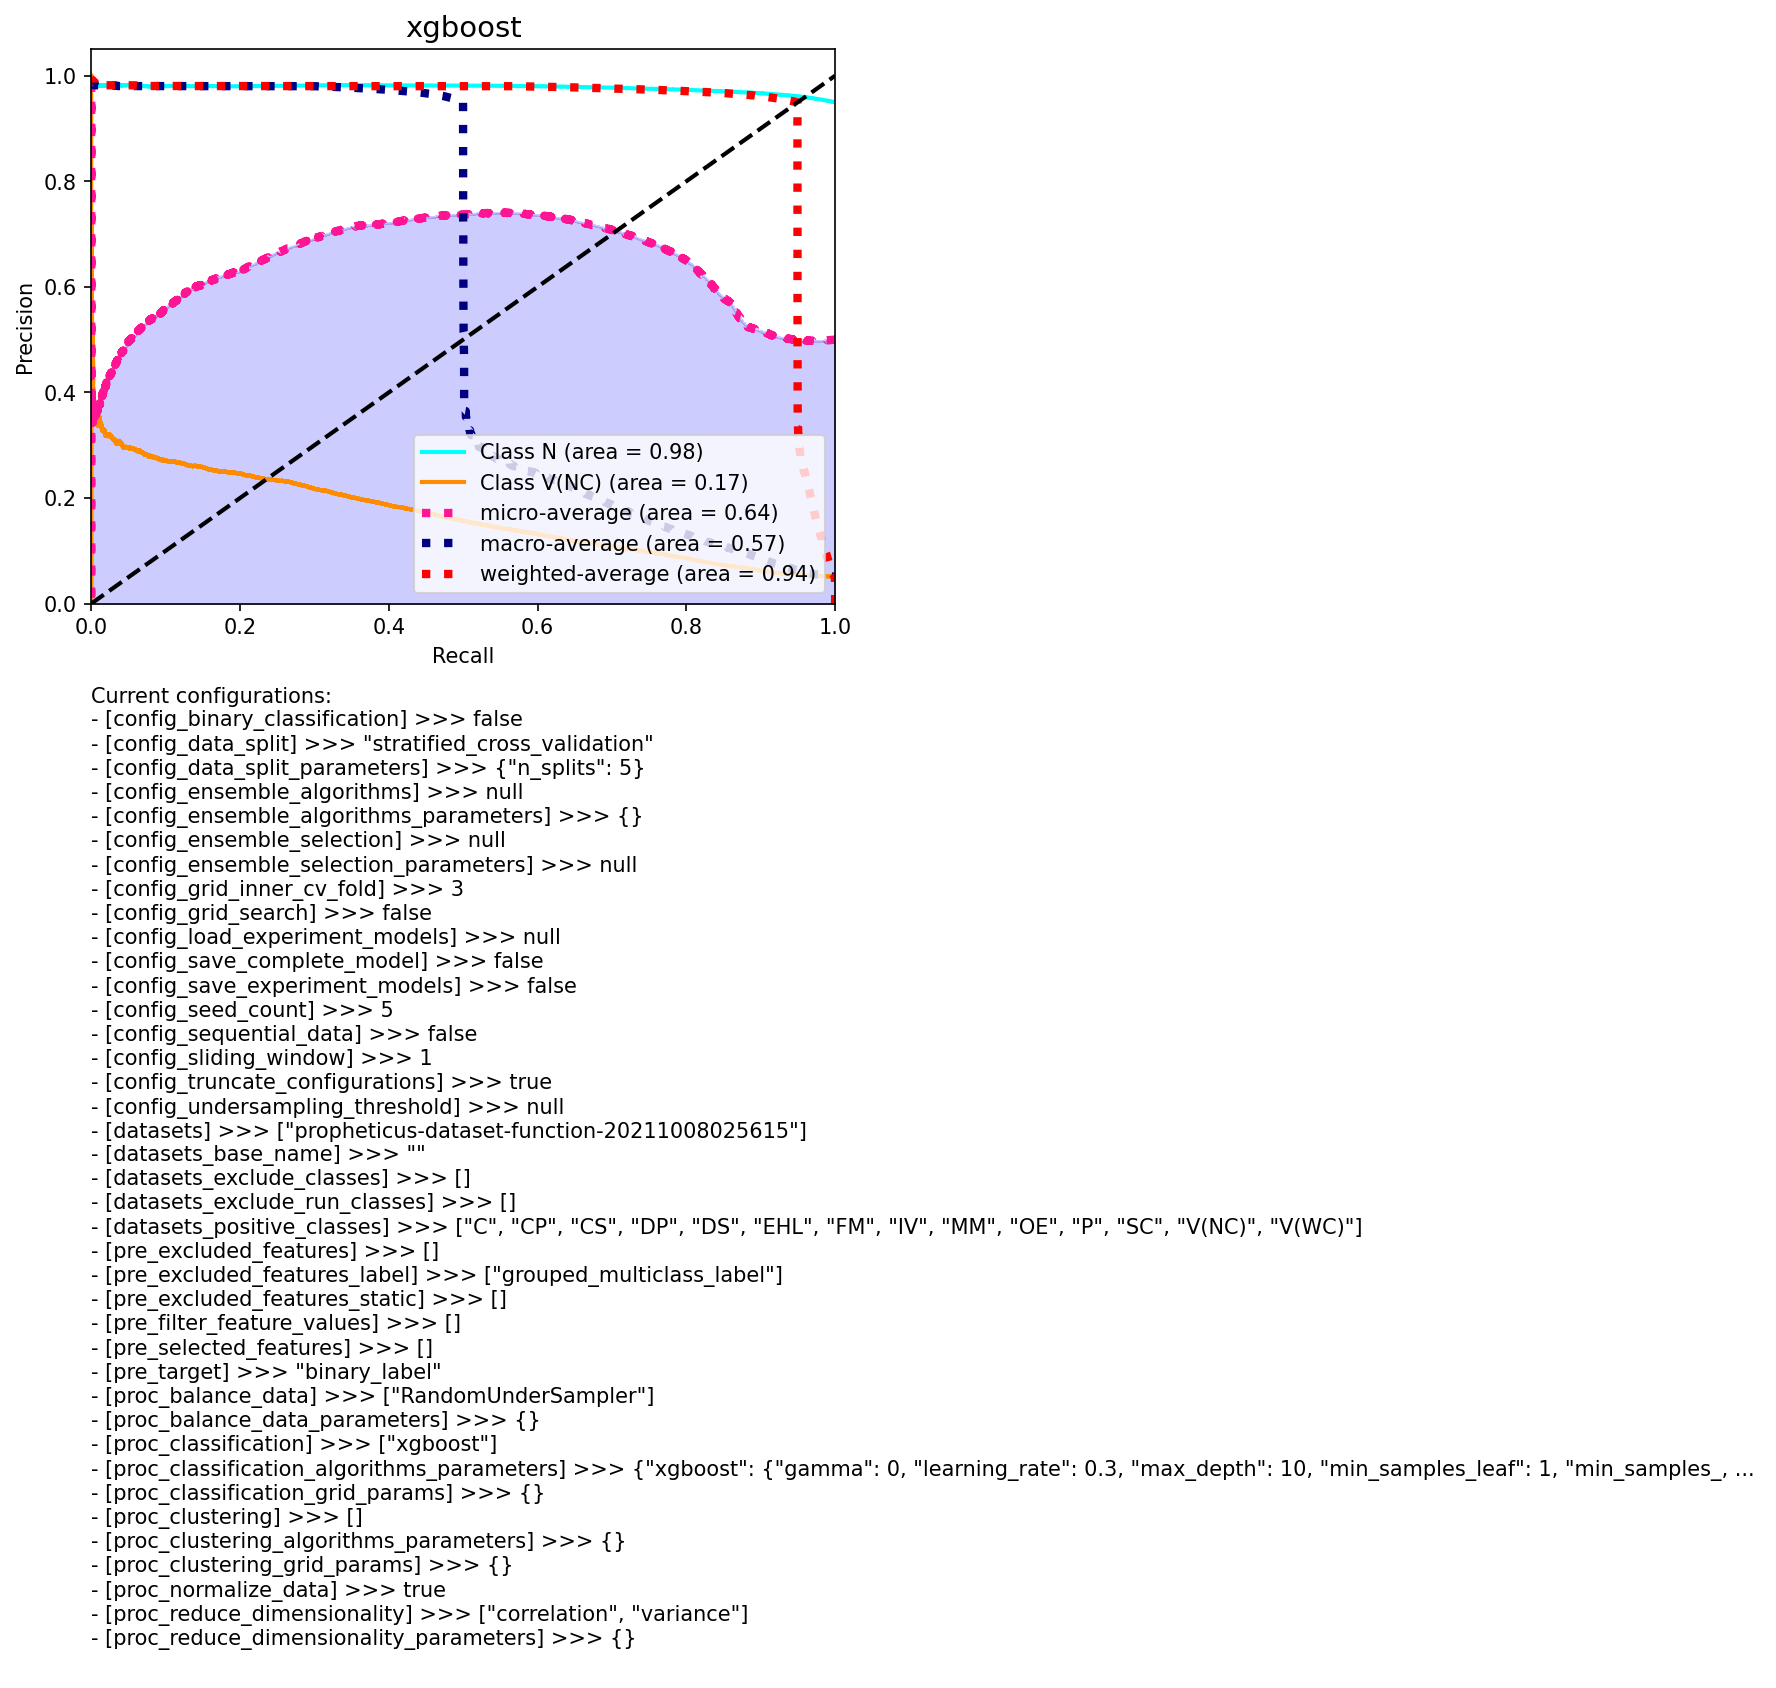 xgboost
1.0
0.8
0.6
0.4
0.2
0.0
Precision
0.0 0.2 0.4 0.6 0.8 1.0
Recall
Class N (area = 0.98)
Class V(NC) (area = 0.17)
micro-average (area = 0.64)
macro-average (area = 0.57)
weighted-average (area = 0.94)
Current configurations:
- [config_binary_classification] >>> false
- [config_data_split] >>> "stratified_cross_validation"
- [config_data_split_parameters] >>> {"n_splits": 5}
- [config_ensemble_algorithms] >>> null
- [config_ensemble_algorithms_parameters] >>> {}
- [config_ensemble_selection] >>> null
- [config_ensemble_selection_parameters] >>> null
- [config_grid_inner_cv_fold] >>> 3
- [config_grid_search] >>> false
- [config_load_experiment_models] >>> null
- [config_save_complete_model] >>> false
- [config_save_experiment_models] >>> false
- [config_seed_count] >>> 5
- [config_sequential_data] >>> false
- [config_sliding_window] >>> 1
- [config_truncate_configurations] >>> true
- [config_undersampling_threshold] >>> null
- [datasets] >>> ["propheticus-dataset-function-20211008025615"]
- [datasets_base_name] >>> ""
- [datasets_exclude_classes] >>> []
- [datasets_exclude_run_classes] >>> []
- [datasets_positive_classes] >>> ["C", "CP", "CS", "DP", "DS", "EHL", "FM", "IV", "MM", "OE", "P", "SC", "V(NC)", "V(WC)"]
- [pre_excluded_features] >>> []
- [pre_excluded_features_label] >>> ["grouped_multiclass_label"]
- [pre_excluded_features_static] >>> []
- [pre_filter_feature_values] >>> []
- [pre_selected_features] >>> []
- [pre_target] >>> "binary_label"
- [proc_balance_data] >>> ["RandomUnderSampler"]
- [proc_balance_data_parameters] >>> {}
- [proc_classification] >>> ["xgboost"]
- [proc_classification_algorithms_parameters] >>> {"xgboost": {"gamma": 0, "learning_rate": 0.3, "max_depth": 10, "min_samples_leaf": 1, "min_samples_, ...
- [proc_classification_grid_params] >>> {}
- [proc_clustering] >>> []
- [proc_clustering_algorithms_parameters] >>> {}
- [proc_clustering_grid_params] >>> {}
- [proc_normalize_data] >>> true
- [proc_reduce_dimensionality] >>> ["correlation", "variance"]
- [proc_reduce_dimensionality_parameters] >>> {}